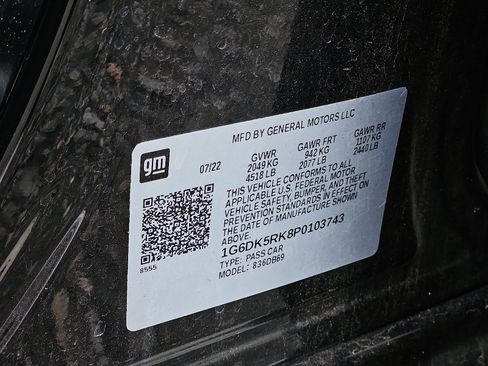 MFD BY GENERAL MOTORS LLC
gm
07/22 GVWR GAWR FRT GAWR RR
2049 KG 942 KG 1107 KG
4518 LB 2077 LB 2440 LB
THIS VEHICLE CONFORMS TO ALL
APPLICABLE U.S. FEDERAL MOTOR
VEHICLE SAFETY, BUMPER, AND THEFT
PREVENTION STANDARDS IN EFFECT ON
THE DATE OF MANUFACTURE SHOWN
ABOVE.
1G6DK5RK8P0103743
TYPE: PASS CAR
MODEL: 836DB69
8555